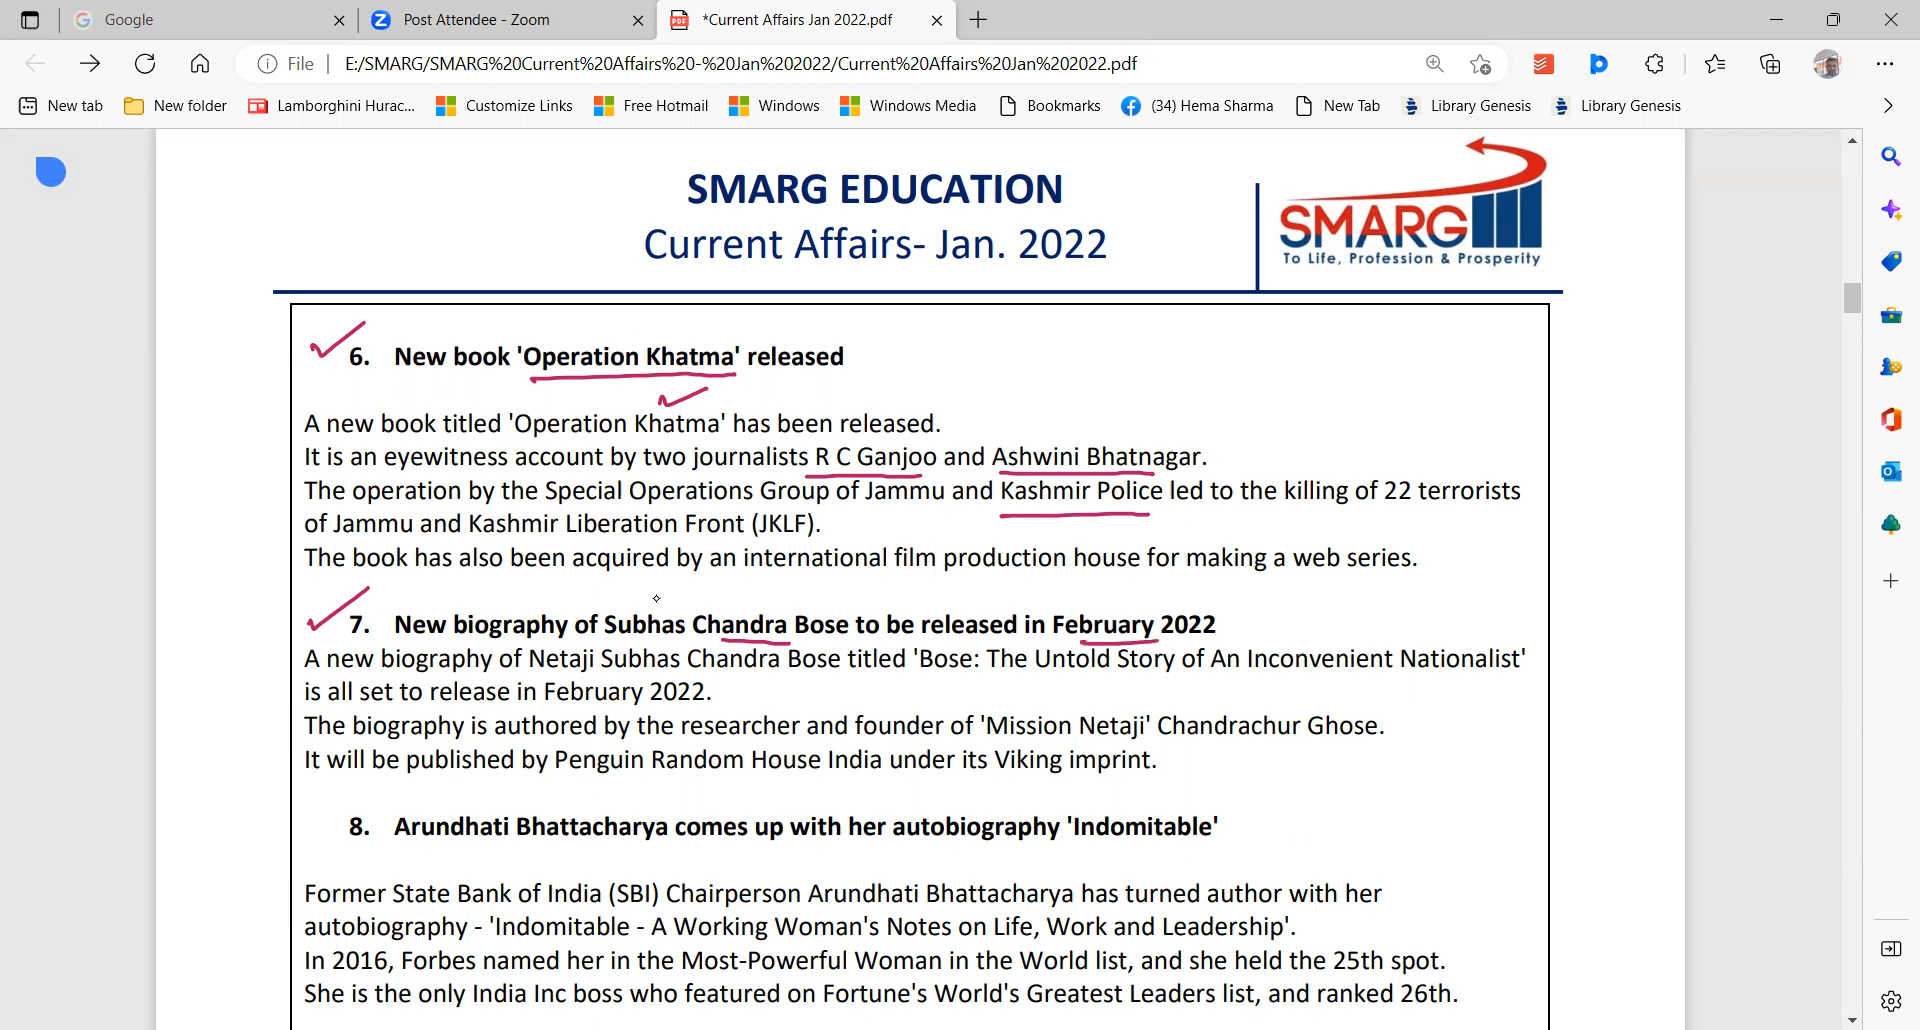 Google
Post Attendee - Zoom
*Current Affairs Jan 2022.pdf
File
E:/SMARG/SMARG%20Current%20Affairs%20-%20Jan%202022/Current%20Affairs%20Jan%202022.pdf
New tab
New folder
Lamborghini Hurac...
Customize Links
Free Hotmail
Windows
Windows Media
Bookmarks
(34) Hema Sharma
New Tab
Library Genesis
Library Genesis
SMARG EDUCATION
Current Affairs- Jan. 2022
SMARG
To Life, Profession & Prosperity
6. New book 'Operation Khatma' released
A new book titled 'Operation Khatma' has been released.
It is an eyewitness account by two journalists R C Ganjoo and Ashwini Bhatnagar.
The operation by the Special Operations Group of Jammu and Kashmir Police led to the killing of 22 terrorists
of Jammu and Kashmir Liberation Front (JKLF).
The book has also been acquired by an international film production house for making a web series.
7. New biography of Subhas Chandra Bose to be released in February 2022
A new biography of Netaji Subhas Chandra Bose titled 'Bose: The Untold Story of An Inconvenient Nationalist'
is all set to release in February 2022.
The biography is authored by the researcher and founder of 'Mission Netaji' Chandrachur Ghose.
It will be published by Penguin Random House India under its Viking imprint.
8. Arundhati Bhattacharya comes up with her autobiography 'Indomitable'
Former State Bank of India (SBI) Chairperson Arundhati Bhattacharya has turned author with her
autobiography - 'Indomitable - A Working Woman's Notes on Life, Work and Leadership'.
In 2016, Forbes named her in the Most-Powerful Woman in the World list, and she held the 25th spot.
She is the only India Inc boss who featured on Fortune's World's Greatest Leaders list, and ranked 26th.